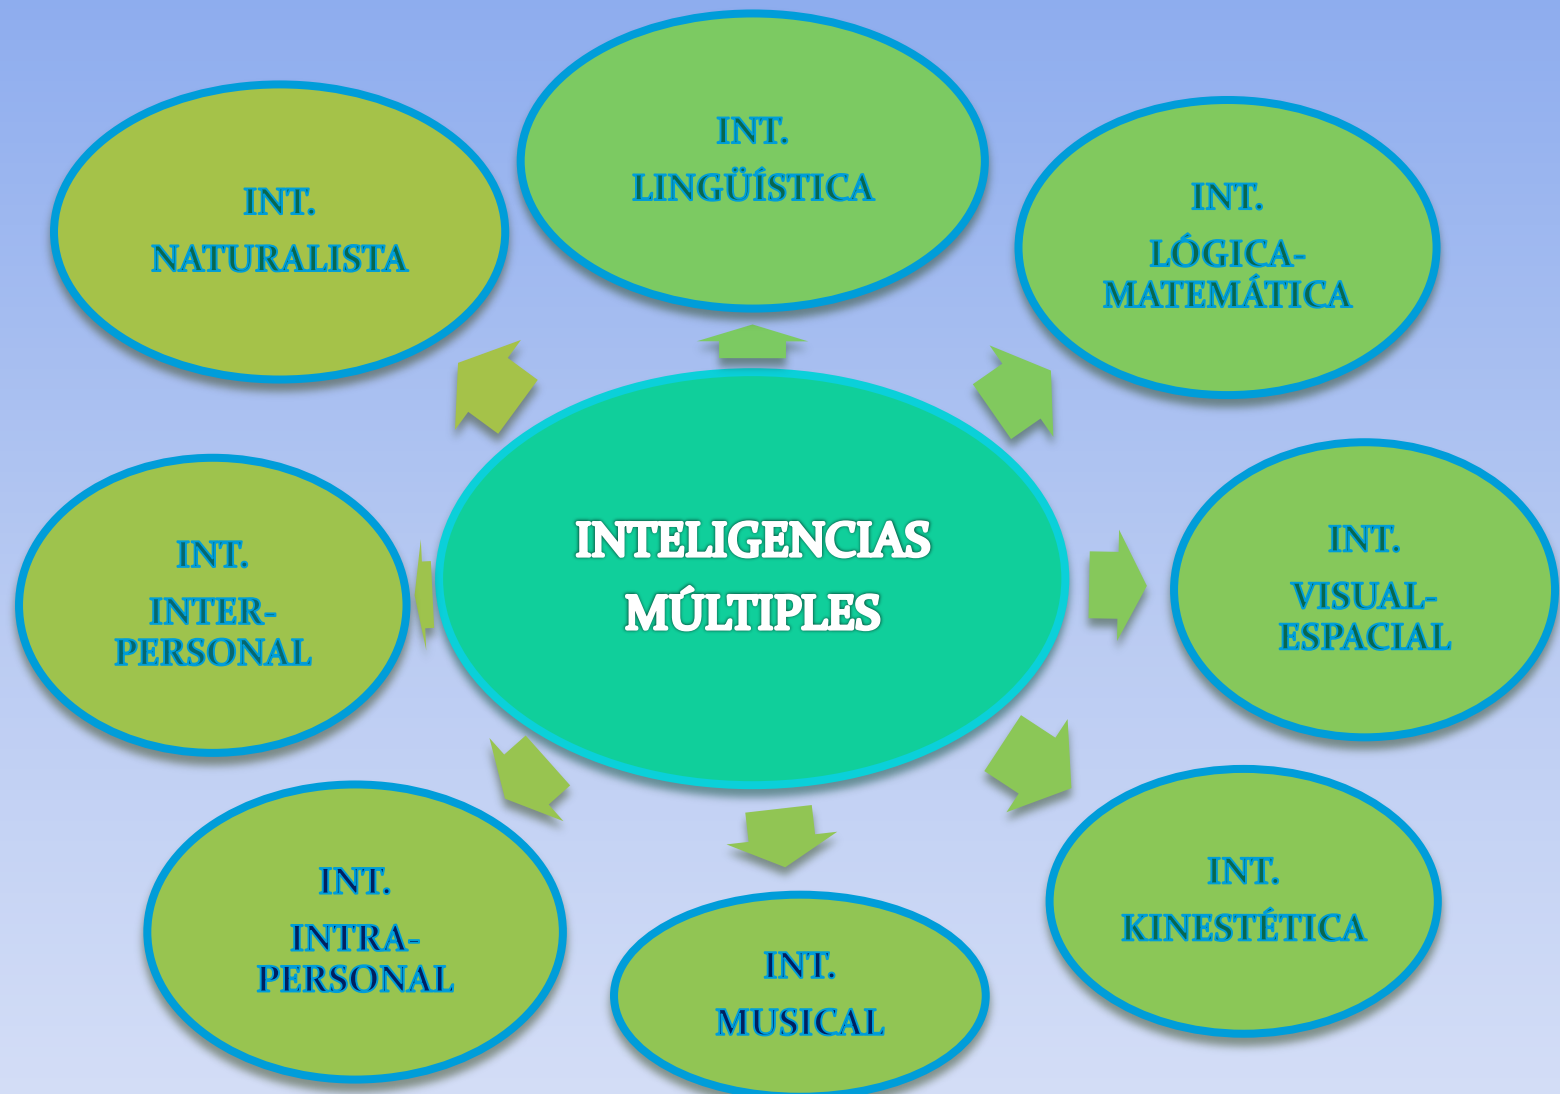 INT.
LINGÜÍSTICA
INT.
LÓGICA-
MATEMÁTICA
INT.
VISUAL-
ESPACIAL
INT.
KINESTÉTICA
INT.
MUSICAL
INT.
INTRA-
PERSONAL
INT.
INTER-
PERSONAL
INT.
NATURALISTA
INTELIGENCIAS
MÚLTIPLES